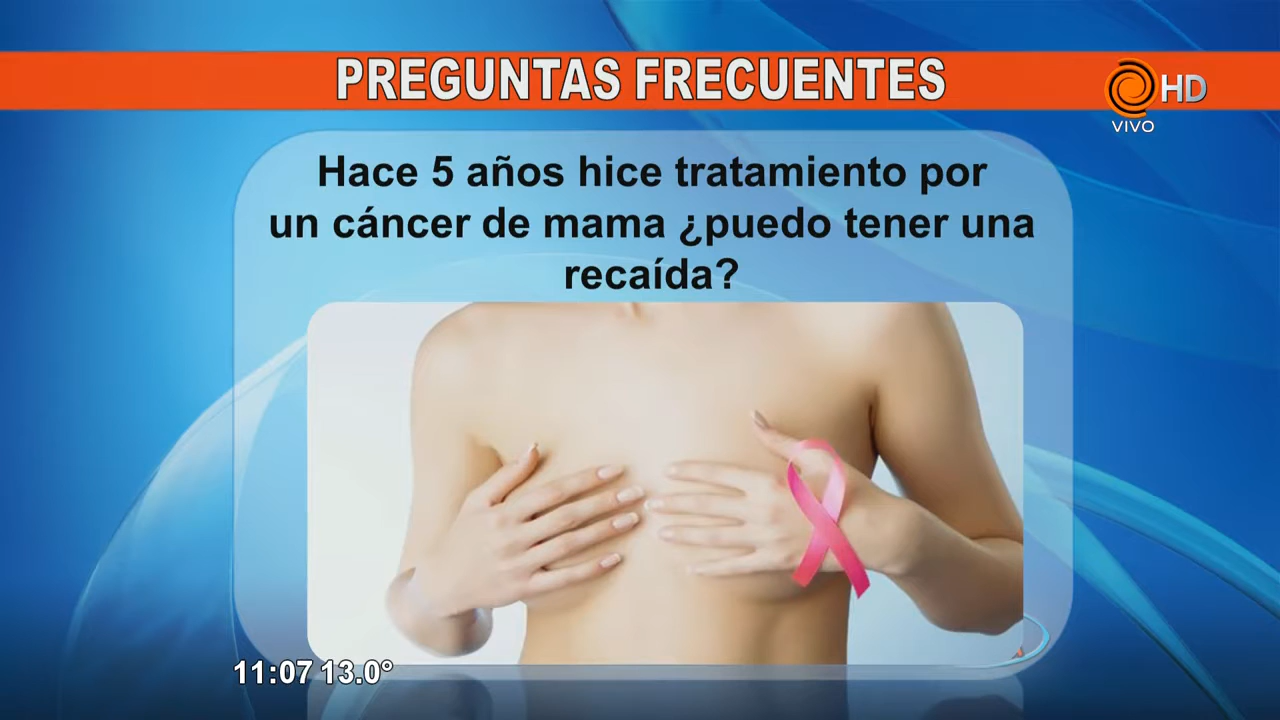 PREGUNTAS FRECUENTES
HD
VIVO
Hace 5 años hice tratamiento por
un cáncer de mama ¿puedo tener una
recaída?
11:07 13.0°